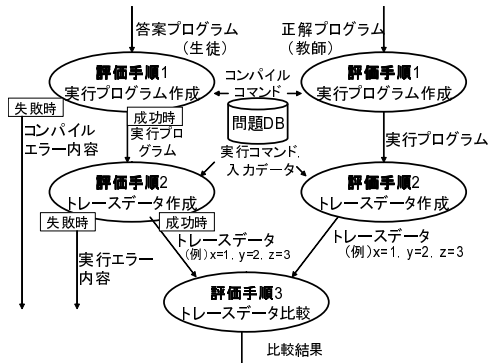 答案プログラム
(生徒)
正解プログラム
(教師)
評価手順1
実行プログラム作成
コンパイル
コマンド
評価手順1
実行プログラム作成
失敗時
コンパイル
エラー内容
成功時
実行プロ
グラム
問題DB
実行プログラム
実行コマンド,
入力データ
評価手順2
トレースデータ作成
評価手順2
トレースデータ作成
失敗時
実行エラー
内容
成功時
トレースデータ
(例)x=1, y=2, z=3
トレースデータ
(例)x=1, y=2, z=3
評価手順3
トレースデータ比較
比較結果